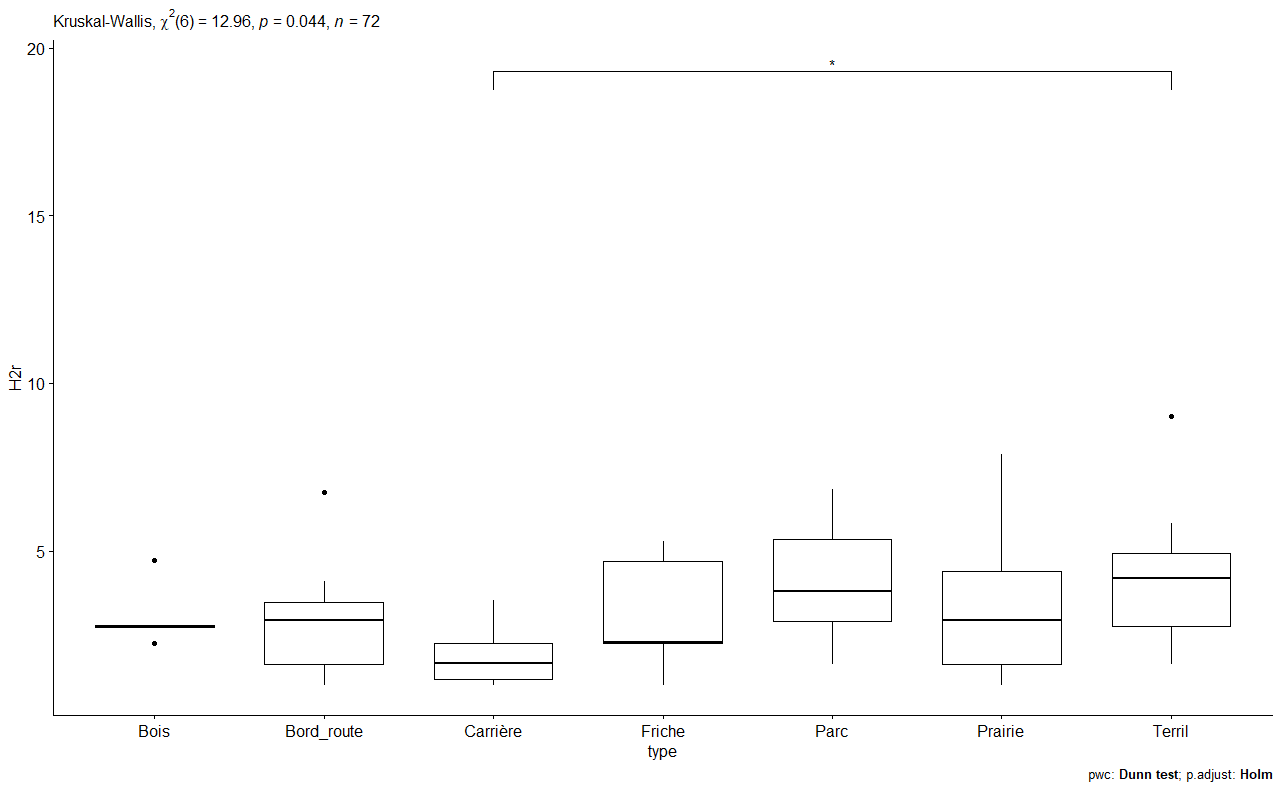 Kruskal-Wallis, χ²(6) = 12.96, p = 0.044, n = 72
20
*
15
H2r
10
5
Bois Bord_route Carrière Friche Parc Prairie Terril
type
pwc: Dunn test; p.adjust: Holm